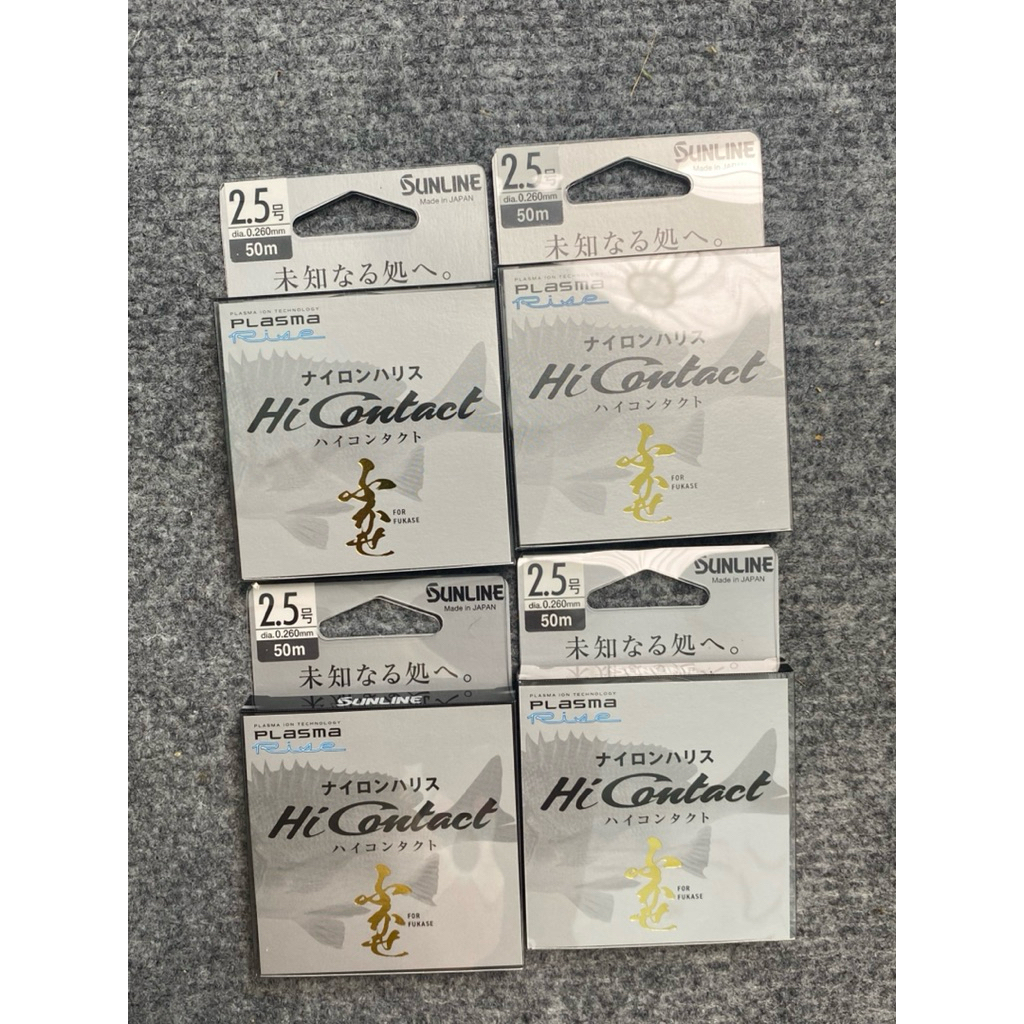 2.5号
dia.0.260mm
50m
SUNLINE
Made in JAPAN
未知なる処へ。
PLASMA ION TECHNOLOGY
PLASMA
Rise
ナイロンハリス
Hi Contact
ハイコンタクト
ふかせ
FOR
FUKASE
2.5号
dia.0.260mm
50m
SUNLINE
Made in JAPAN
未知なる処へ。
PLASMA ION TECHNOLOGY
PLASMA
Rise
ナイロンハリス
Hi Contact
ハイコンタクト
ふかせ
FOR
FUKASE
2.5号
dia.0.260mm
50m
SUNLINE
Made in JAPAN
未知なる処へ。
SUNLINE
PLASMA ION TECHNOLOGY
PLASMA
Rise
ナイロンハリス
Hi Contact
ハイコンタクト
ふかせ
FOR
FUKASE
2.5号
dia.0.260mm
50m
SUNLINE
Made in JAPAN
未知なる処へ。
PLASMA ION TECHNOLOGY
PLASMA
Rise
ナイロンハリス
Hi Contact
ハイコンタクト
ふかせ
FOR
FUKASE